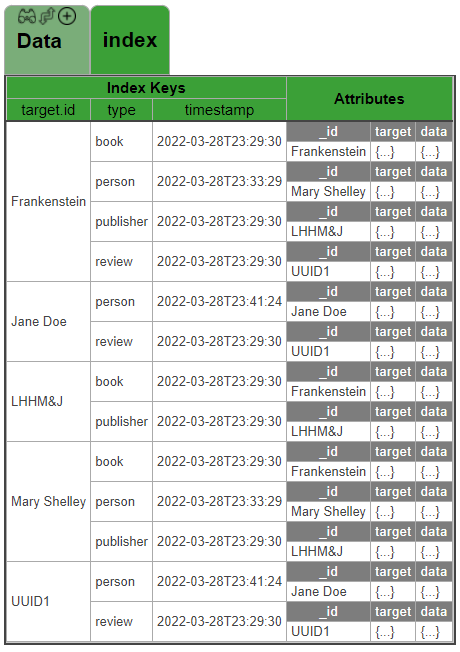 Data index
Index Keys Attributes
target.id type timestamp
Frankenstein book 2022-03-28T23:29:30 _id target data
Frankenstein {...} {...}
person 2022-03-28T23:33:29 _id target data
Mary Shelley {...} {...}
publisher 2022-03-28T23:29:30 _id target data
LHHM&J {...} {...}
review 2022-03-28T23:29:30 _id target data
UUID1 {...} {...}
Jane Doe person 2022-03-28T23:41:24 _id target data
Jane Doe {...} {...}
review 2022-03-28T23:29:30 _id target data
UUID1 {...} {...}
LHHM&J book 2022-03-28T23:29:30 _id target data
Frankenstein {...} {...}
publisher 2022-03-28T23:29:30 _id target data
LHHM&J {...} {...}
Mary Shelley book 2022-03-28T23:29:30 _id target data
Frankenstein {...} {...}
person 2022-03-28T23:33:29 _id target data
Mary Shelley {...} {...}
publisher 2022-03-28T23:29:30 _id target data
LHHM&J {...} {...}
UUID1 person 2022-03-28T23:41:24 _id target data
Jane Doe {...} {...}
review 2022-03-28T23:29:30 _id target data
UUID1 {...} {...}